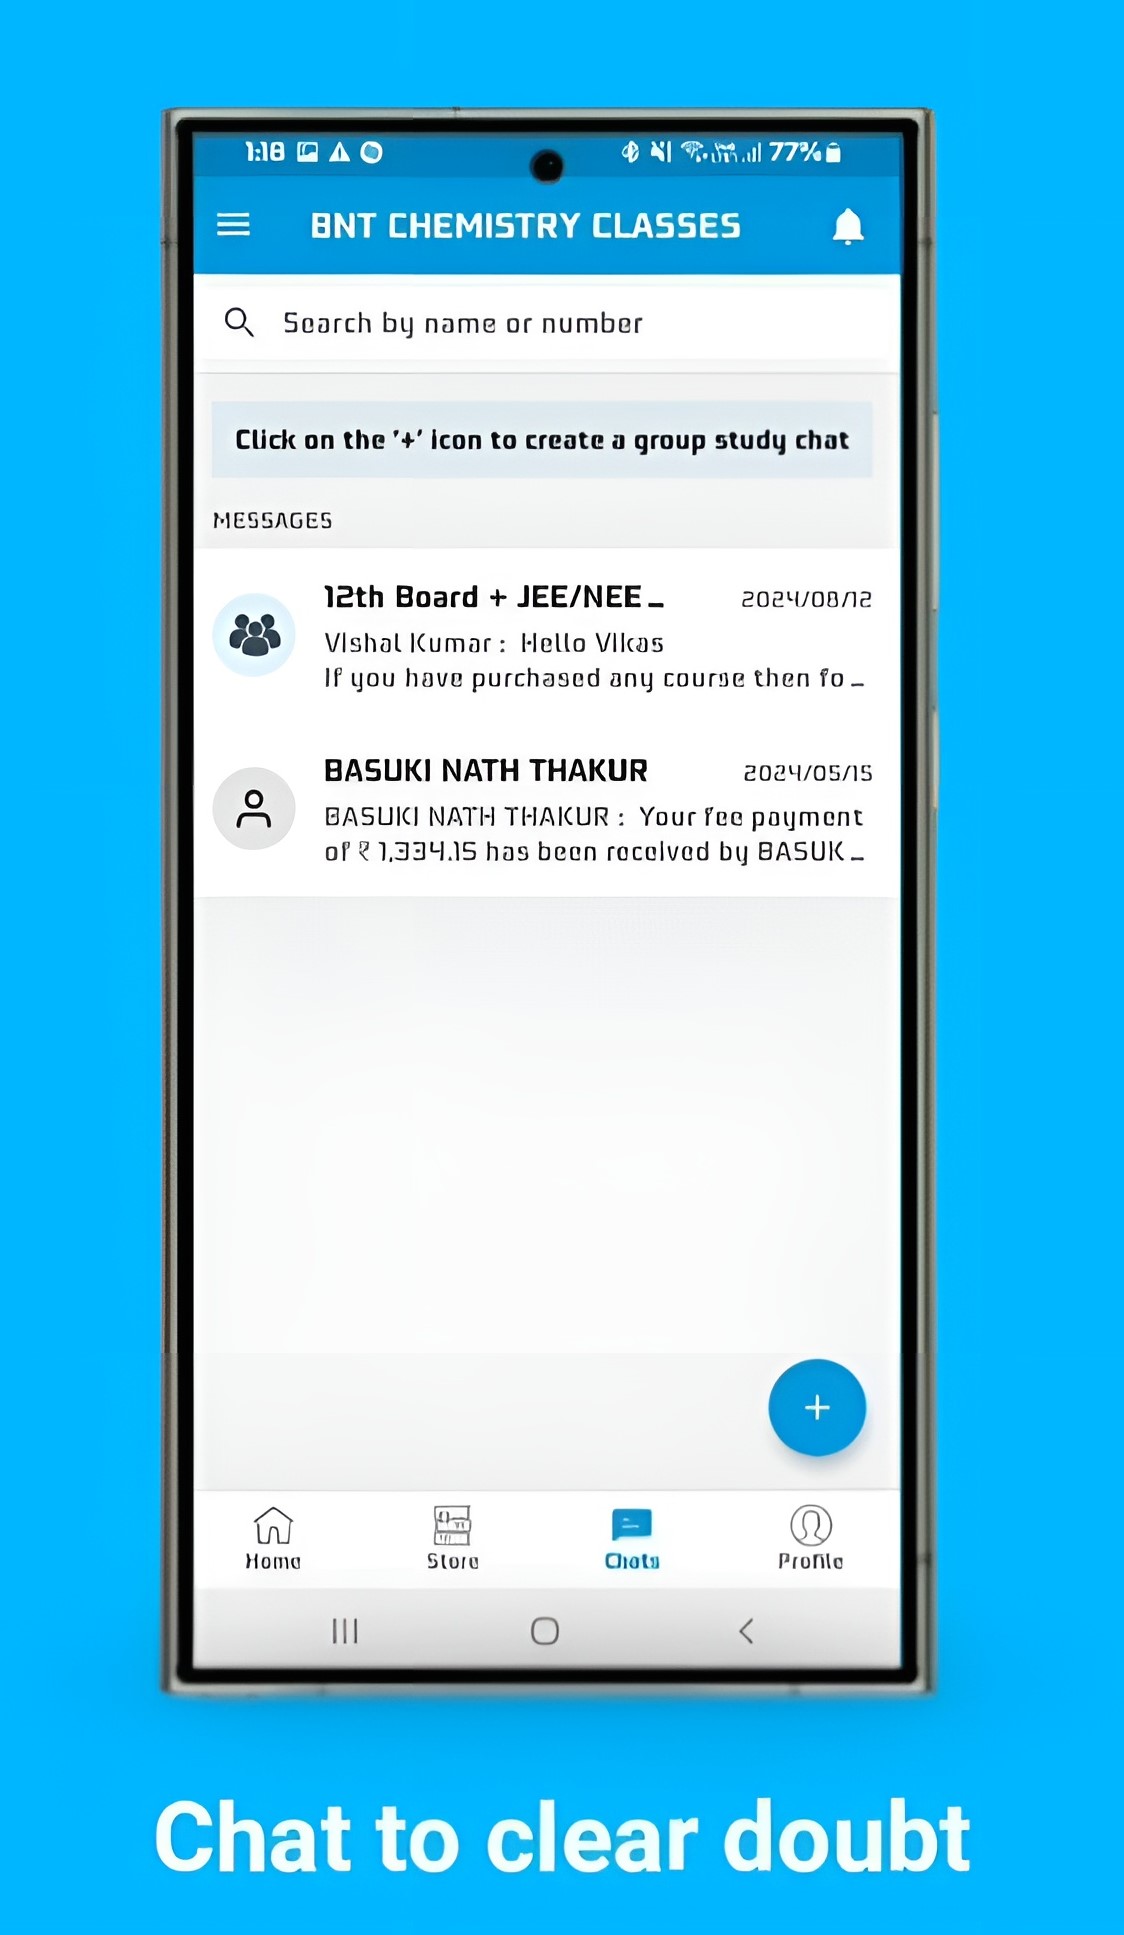 1:18 77%
BNT CHEMISTRY CLASSES
Search by name or number
Click on the '+' icon to create a group study chat
MESSAGES
12th Board + JEE/NEE...
2024/08/12
Vishal Kumar : Hello Vikas
If you have purchased any course then fo...
BASUKI NATH THAKUR
2024/05/15
BASUKI NATH THAKUR : Your fee payment
of ₹ 1,334.15 has been received by BASUK...
Home Store Chats Profile
Chat to clear doubt